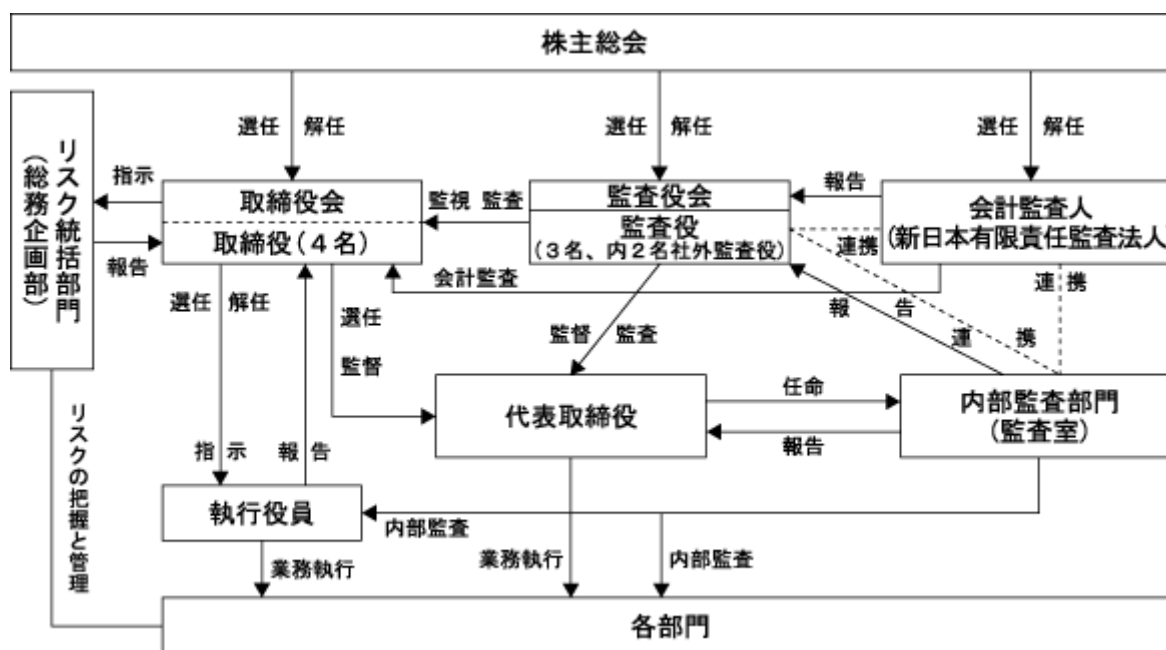 株主総会
選任 解任
選任 解任
選任 解任
リスク統括部門
（総務企画部）
指示
報告
取締役会
取締役（４名）
監視 監査
監査役会
監査役
（３名、内２名社外監査役）
報告
会計監査人
（新日本有限責任監査法人）
連携
連携
会計監査
選任 解任
選任
監督
監督 監査
報告
連携
代表取締役
任命
報告
内部監査部門
（監査室）
指示
報告
執行役員
内部監査
リスクの把握と管理
業務執行
業務執行
内部監査
各部門